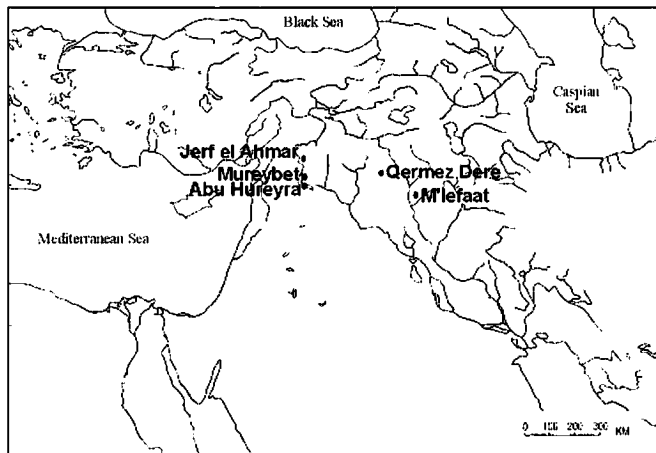 Black Sea
Caspian
Sea
Jerf el Ahmar
Mureybet
Abu Hureyra
Qermez Dere
M'lefaat
Mediterranean Sea
0 100 200 300 KM